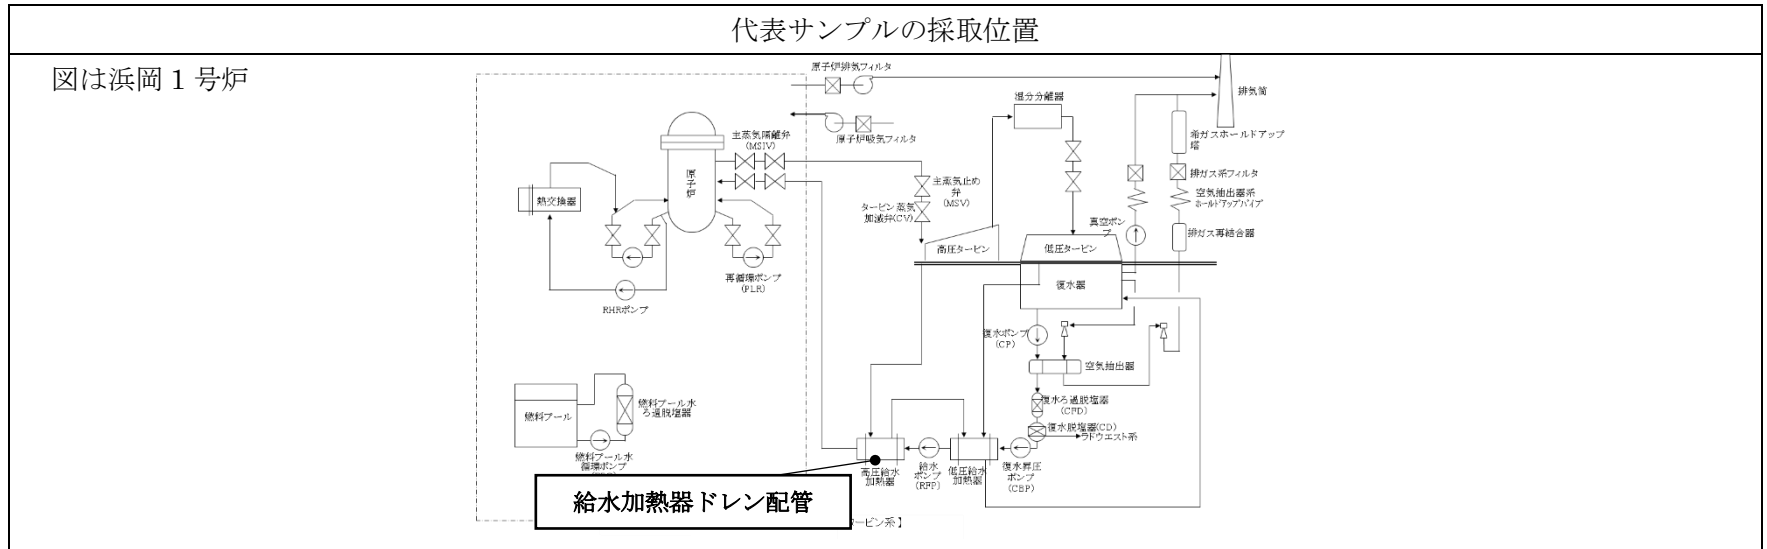 代表サンプルの採取位置
図は浜岡1号炉
原子炉排気フィルタ
原子炉吸気フィルタ
湿分分離器
排気筒
希ガスホールドアップ
塔
主蒸気隔離弁
(MSIV)
原子炉
熱交換器
主蒸気止め
弁
(MSV)
タービン蒸気
加減弁(CV)
排ガス系フィルタ
空気抽出器系
ホールドアップパイプ
真空ポン
プ
排ガス再結合器
高圧タービン
低圧タービン
再循環ポンプ
(PLR)
RHRポンプ
復水器
復水ポンプ
(CP)
空気抽出器
燃料プール
燃料プール水
ろ過脱塩器
復水ろ過脱塩器
(CFD)
復水脱塩器(CD)
ラドウエスト系
燃料プール水
循環ポンプ
高圧給水
加熱器
給水
ポンプ
(RFP)
低圧給水
加熱器
復水昇圧
ポンプ
(CBP)
給水加熱器ドレン配管
タービン系】